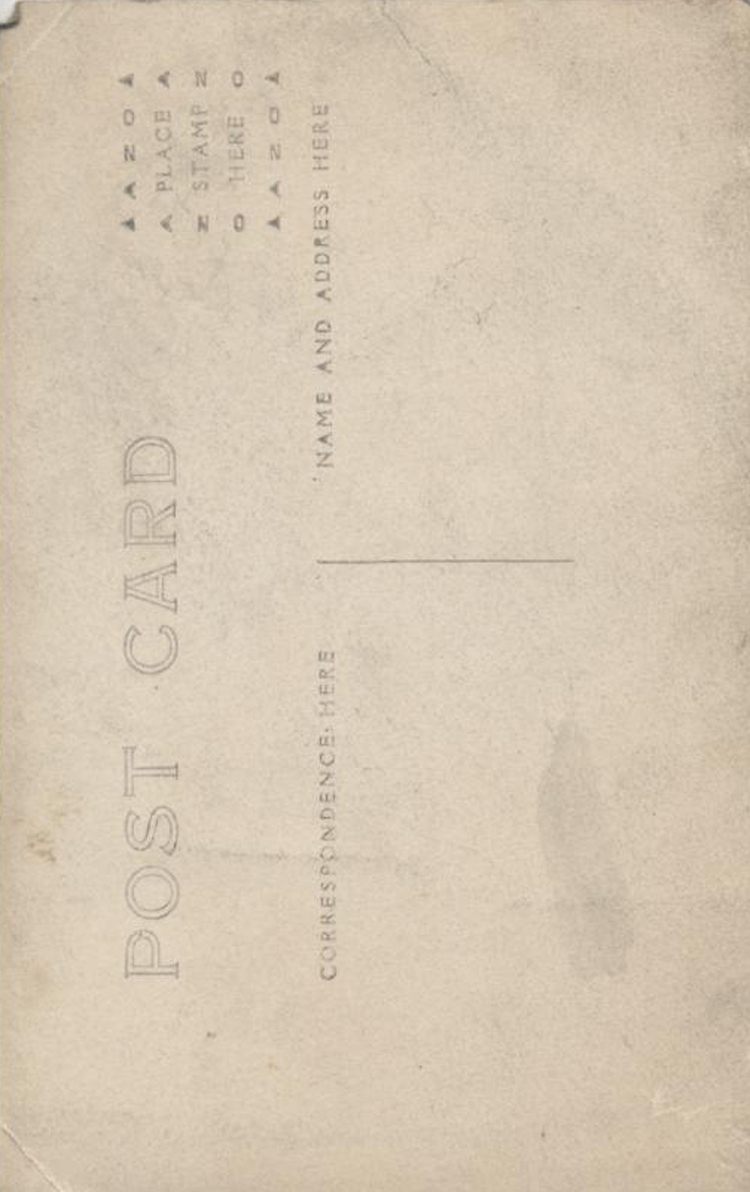 POST CARD
▲ A Z O ▲
A PLACE A
Z STAMP Z
O HERE O
▲ A Z O ▲
CORRESPONDENCE HERE
NAME AND ADDRESS HERE